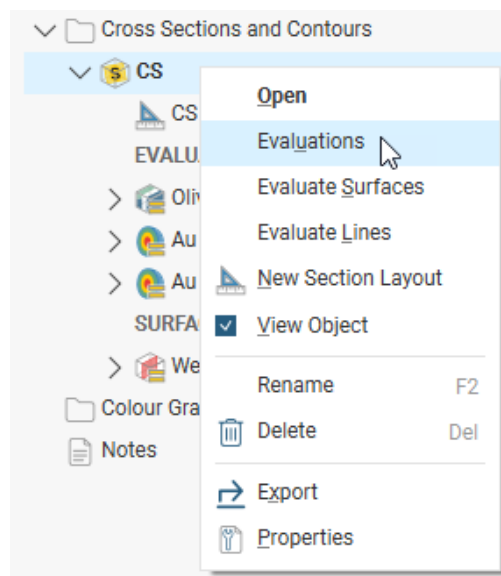 Cross Sections and Contours
CS
Open
CS
Evaluations
EVALU
Evaluate Surfaces
Au
Evaluate Lines
Au
New Section Layout
SURFA
View Object
We
Rename F2
Colour Gra
Delete Del
Notes
Export
Properties